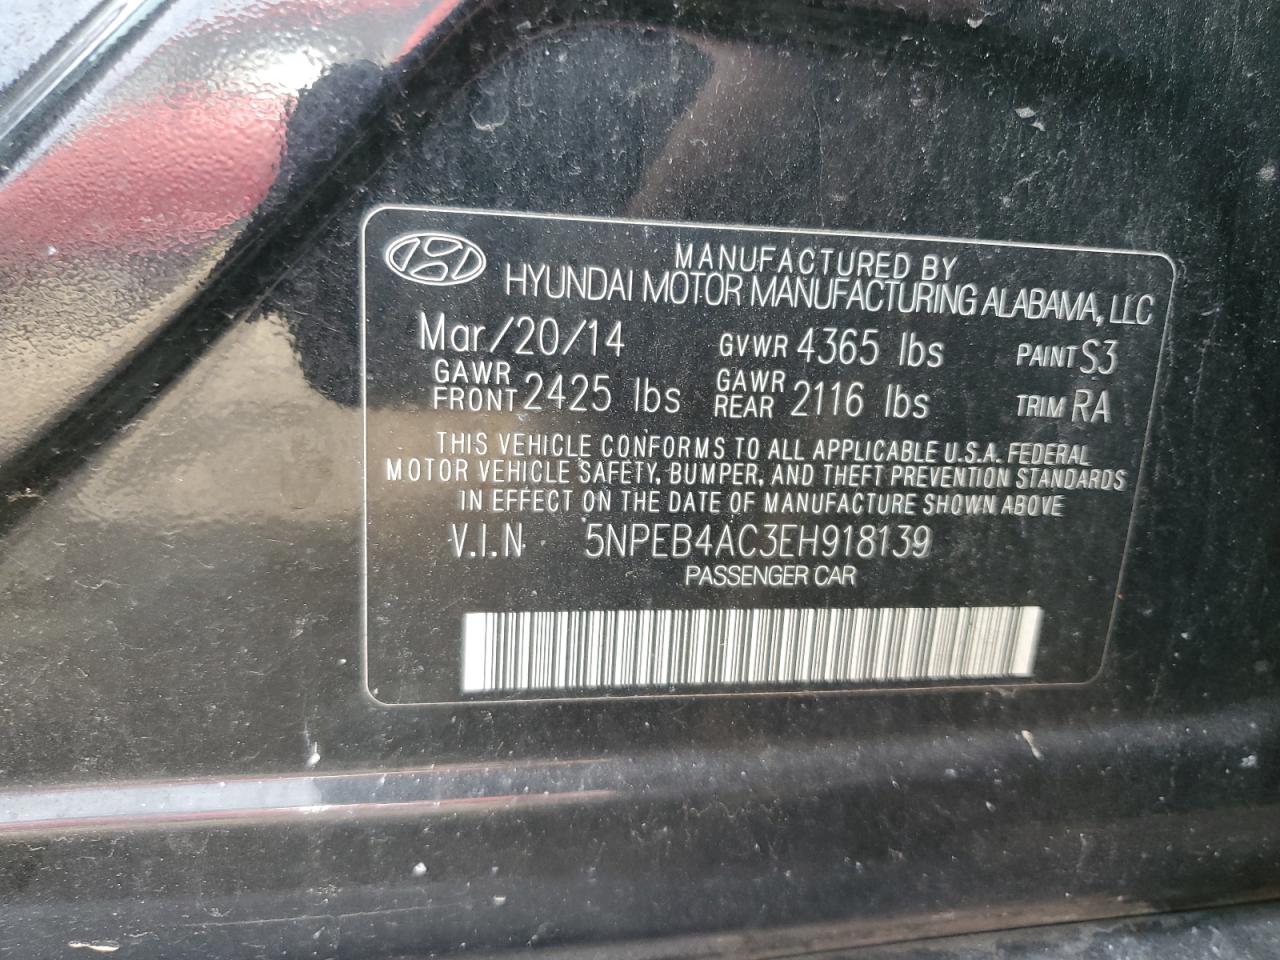 MANUFACTURED BY
HYUNDAI MOTOR MANUFACTURING ALABAMA, LLC
Mar/20/14 GVWR 4365 lbs PAINT S3
GAWR FRONT 2425 lbs GAWR REAR 2116 lbs TRIM RA
THIS VEHICLE CONFORMS TO ALL APPLICABLE U.S.A. FEDERAL
MOTOR VEHICLE SAFETY, BUMPER, AND THEFT PREVENTION STANDARDS
IN EFFECT ON THE DATE OF MANUFACTURE SHOWN ABOVE
V.I.N 5NPEB4AC3EH918139
PASSENGER CAR